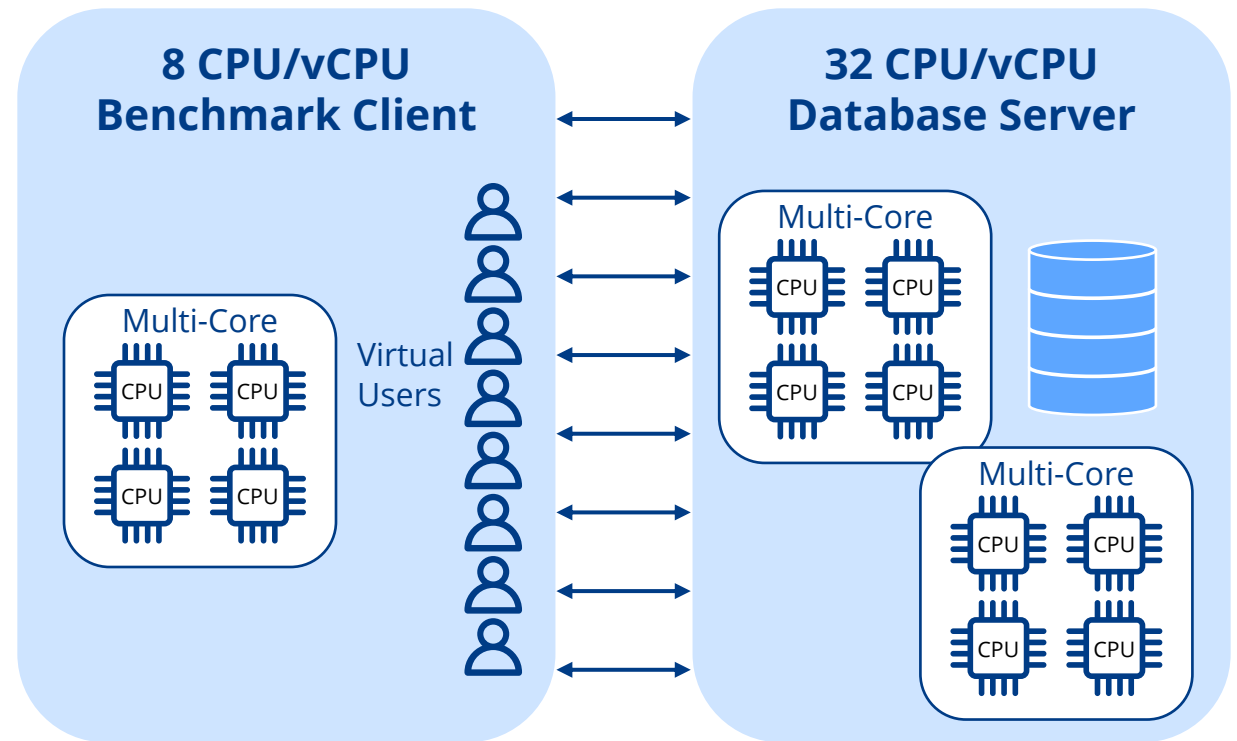 8 CPU/vCPU
Benchmark Client
Multi-Core
CPU
CPU
CPU
CPU
Virtual
Users
32 CPU/vCPU
Database Server
Multi-Core
CPU
CPU
CPU
CPU
Multi-Core
CPU
CPU
CPU
CPU